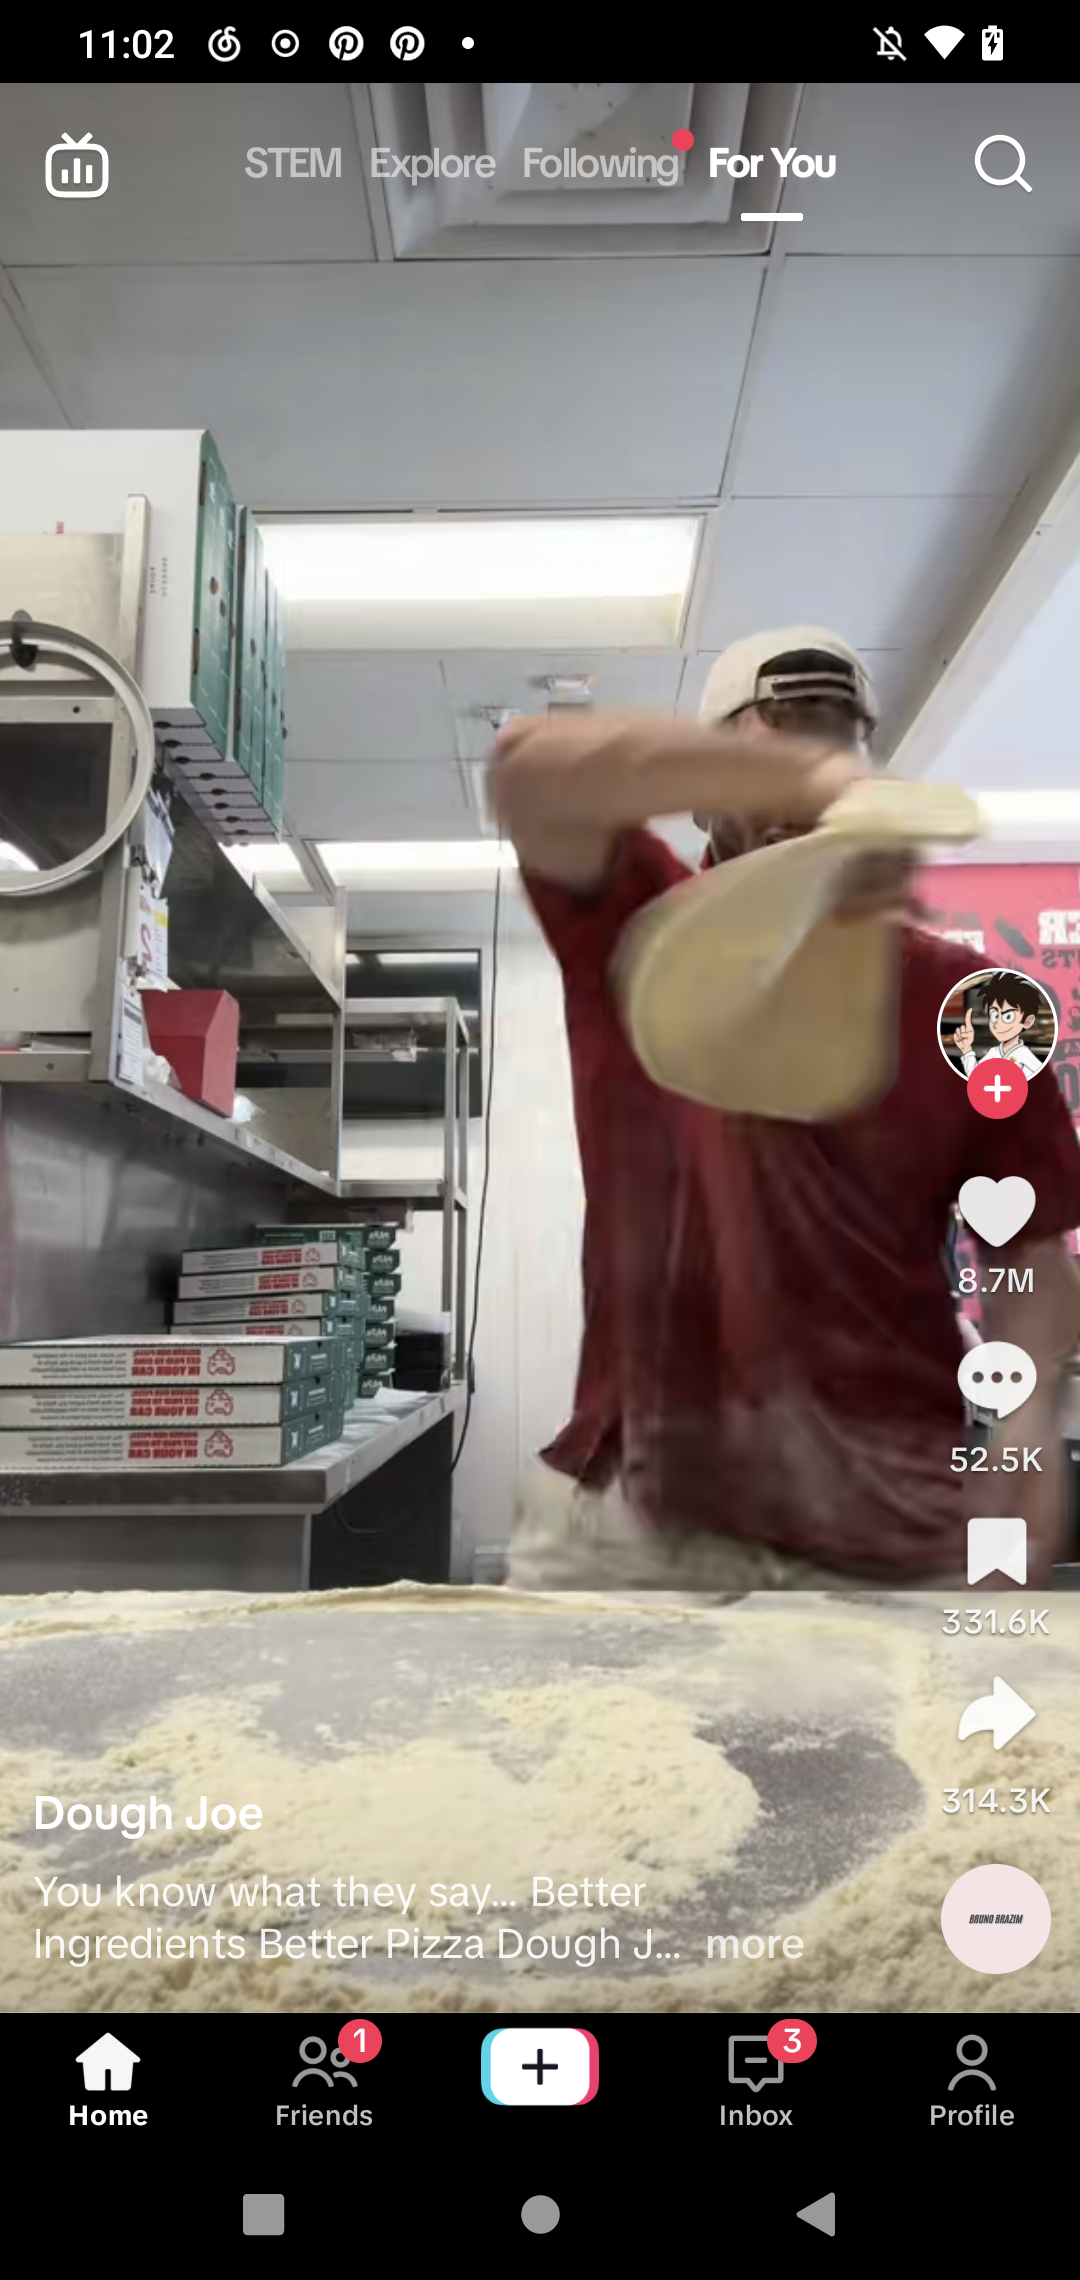 11:02
STEM Explore Following For You
8.7M
52.5K
331.6K
314.3K
Dough Joe
You know what they say... Better
Ingredients Better Pizza Dough J... more
BRUNO BRAZIM
1
3
Home Friends Inbox Profile